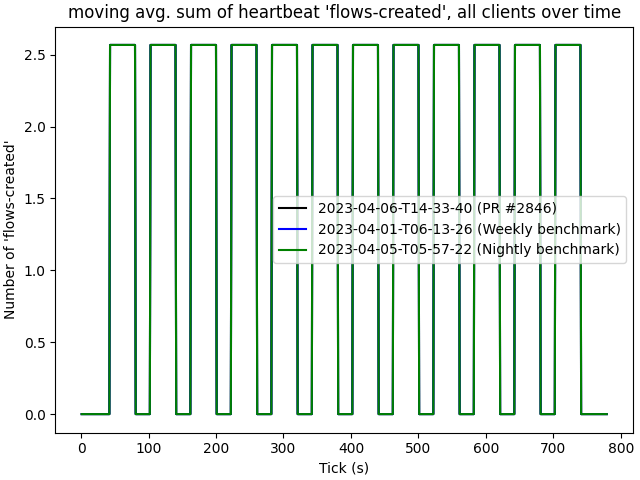 moving avg. sum of heartbeat 'flows-created', all clients over time
Number of 'flows-created'
2.5
2.0
1.5
1.0
0.5
0.0
2023-04-06-T14-33-40 (PR #2846)
2023-04-01-T06-13-26 (Weekly benchmark)
2023-04-05-T05-57-22 (Nightly benchmark)
0 100 200 300 400 500 600 700 800
Tick (s)